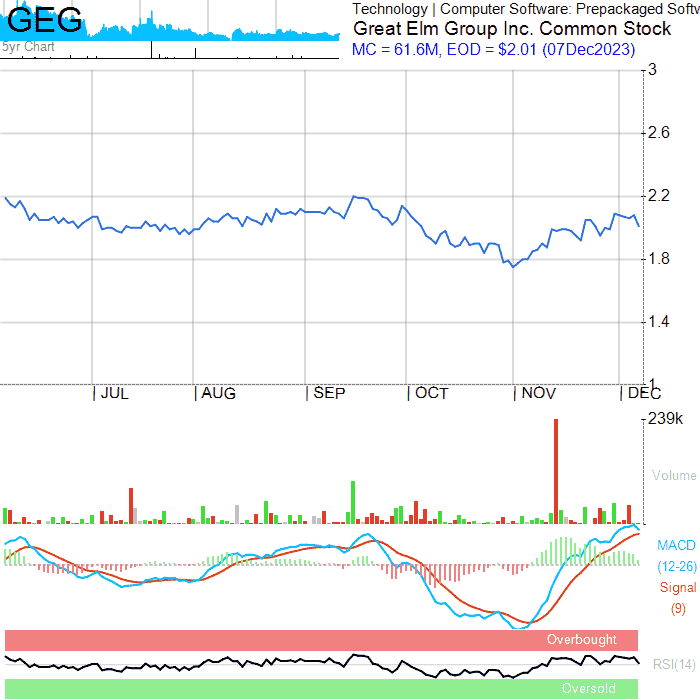 GEG
5yr Chart
Technology | Computer Software: Prepackaged Softw
Great Elm Group Inc. Common Stock
MC = 61.6M, EOD = $2.01 (07Dec2023)
3
2.6
2.2
1.8
1.4
1
JUL
AUG
SEP
OCT
NOV
DEC
239k
Volume
MACD
(12-26)
Signal
(9)
Overbought
RSI(14)
Oversold